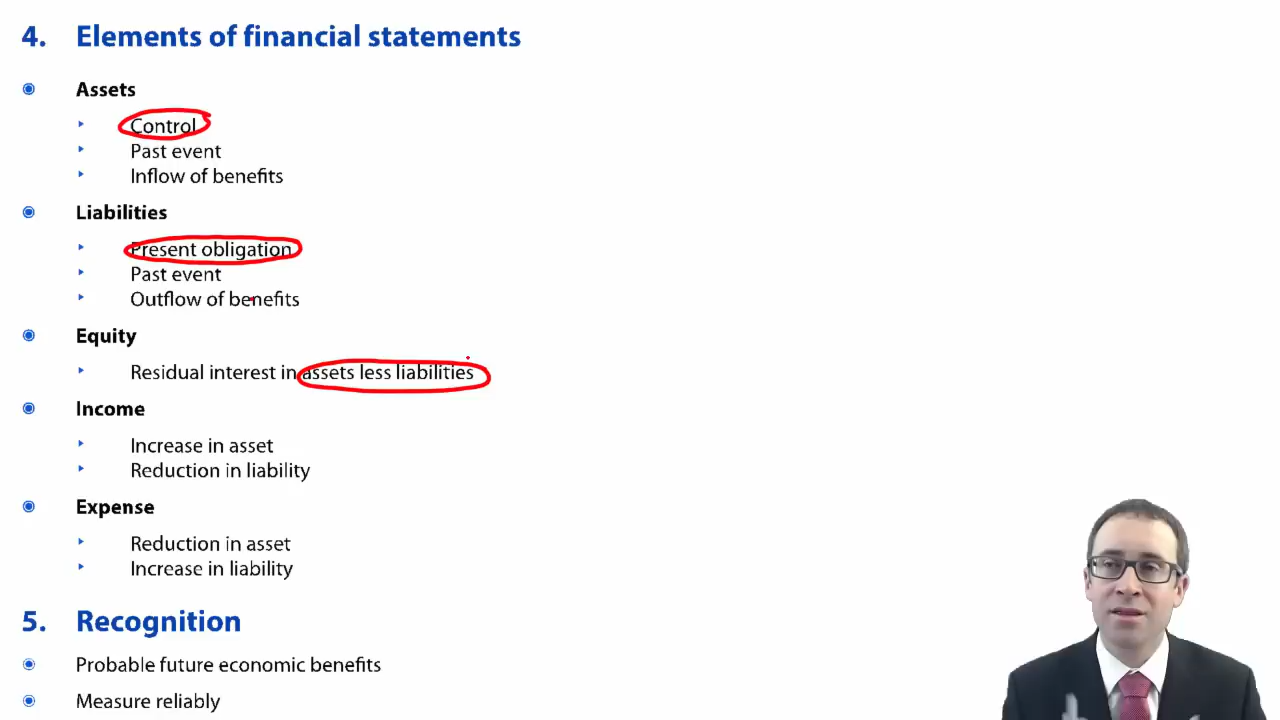 4. Elements of financial statements
Assets
Control
Past event
Inflow of benefits
Liabilities
Present obligation
Past event
Outflow of benefits
Equity
Residual interest in assets less liabilities
Income
Increase in asset
Reduction in liability
Expense
Reduction in asset
Increase in liability
5. Recognition
Probable future economic benefits
Measure reliably